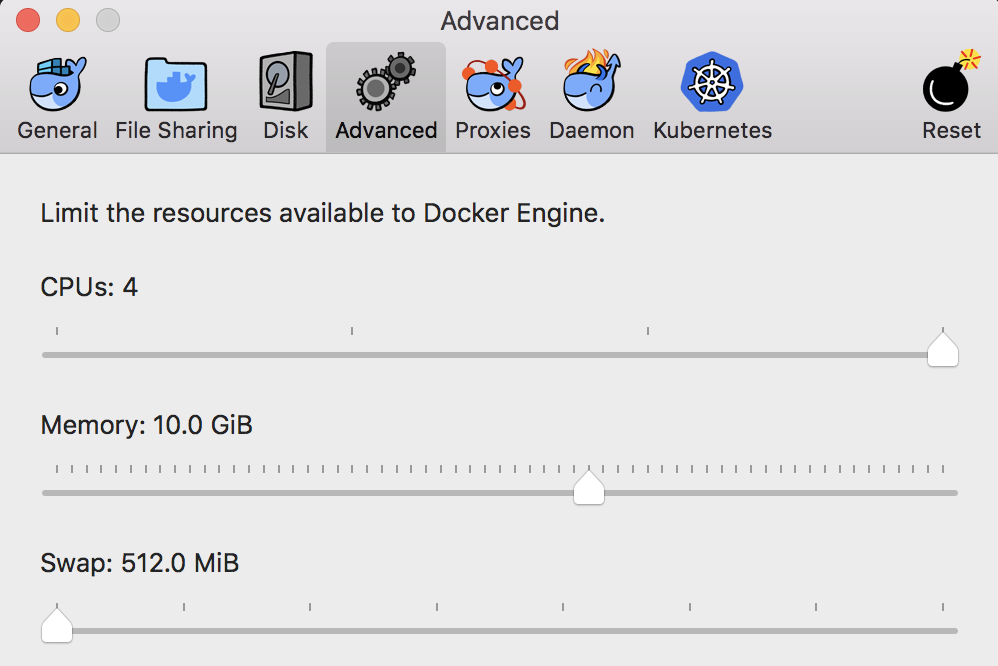 Advanced
General File Sharing Disk Advanced Proxies Daemon Kubernetes Reset
Limit the resources available to Docker Engine.
CPUs: 4
Memory: 10.0 GiB
Swap: 512.0 MiB